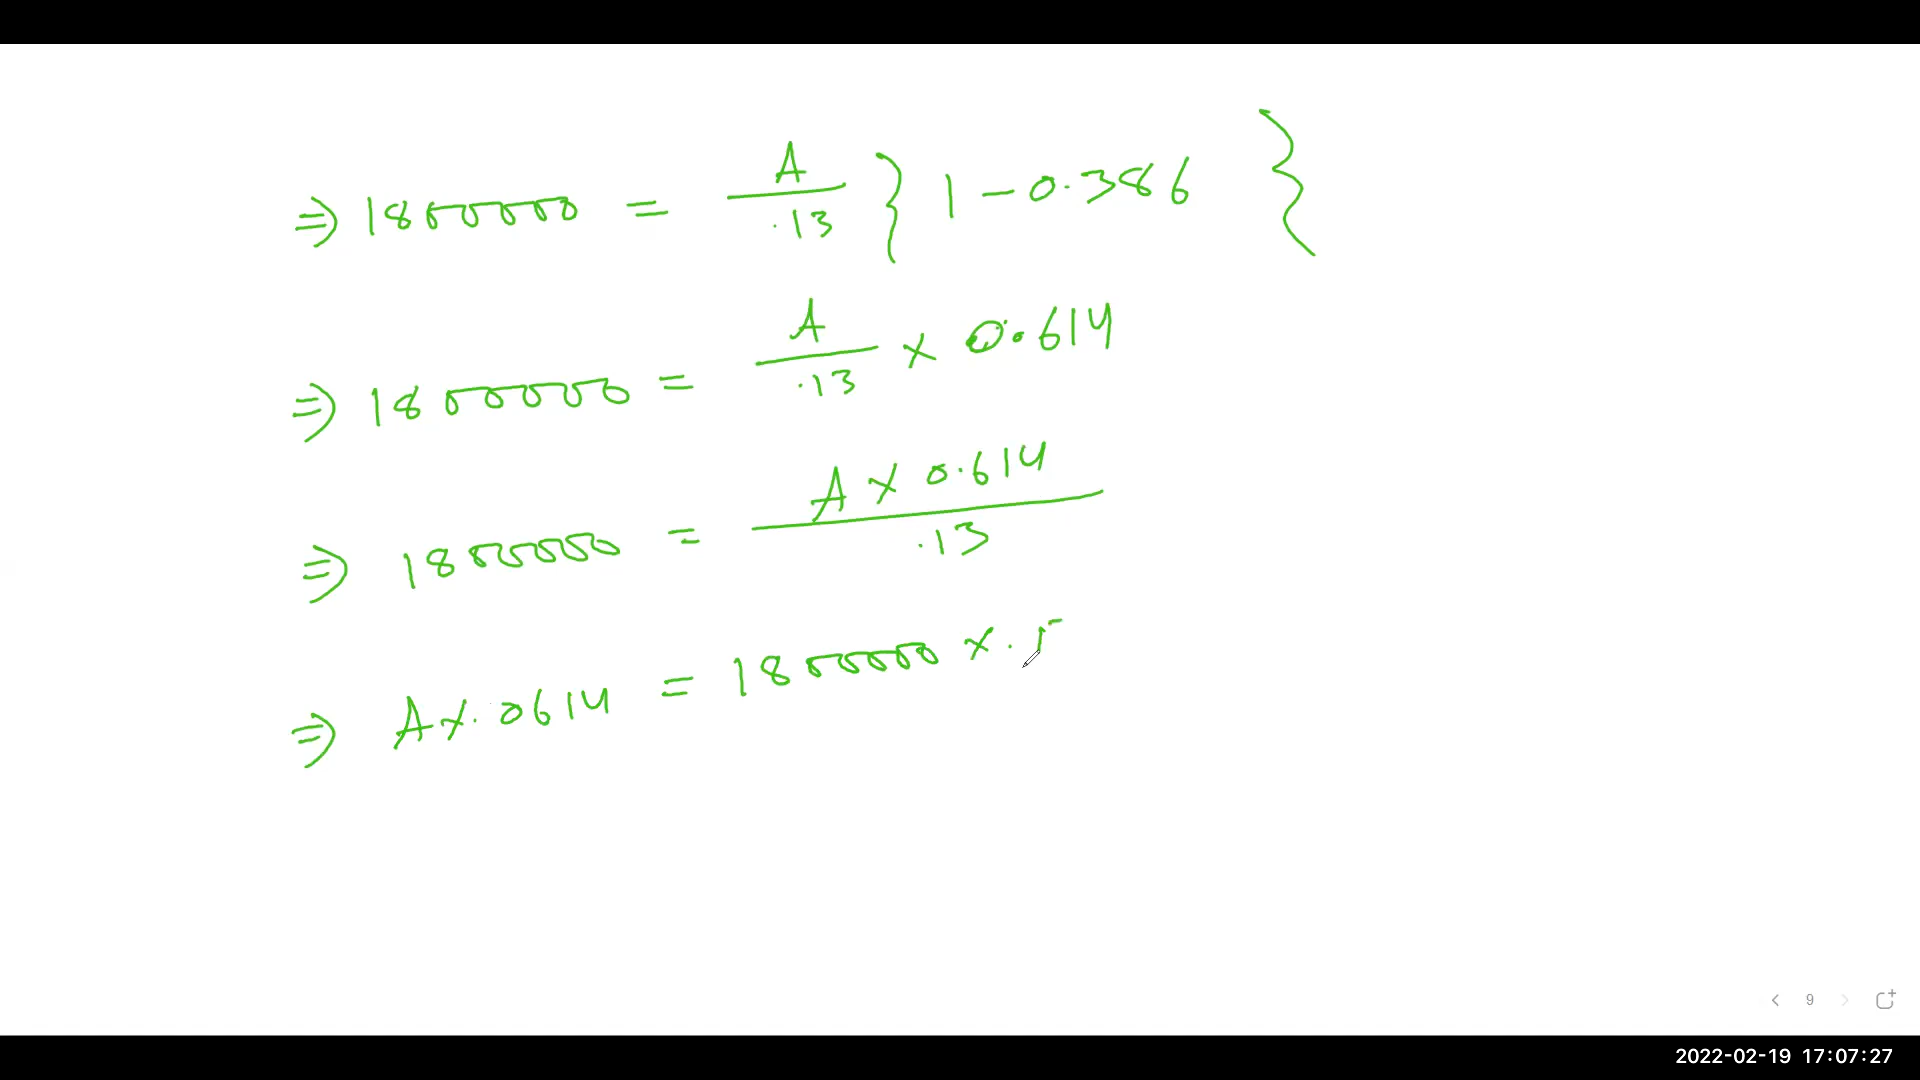 ⇒ 1800000 = A/.13 } 1 - 0.386 }
⇒ 1800000 = A/.13 × 0.614
⇒ 1800000 = A × 0.614/.13
⇒ A × .0614 = 1800000 × .
9
2022-02-19 17:07:27